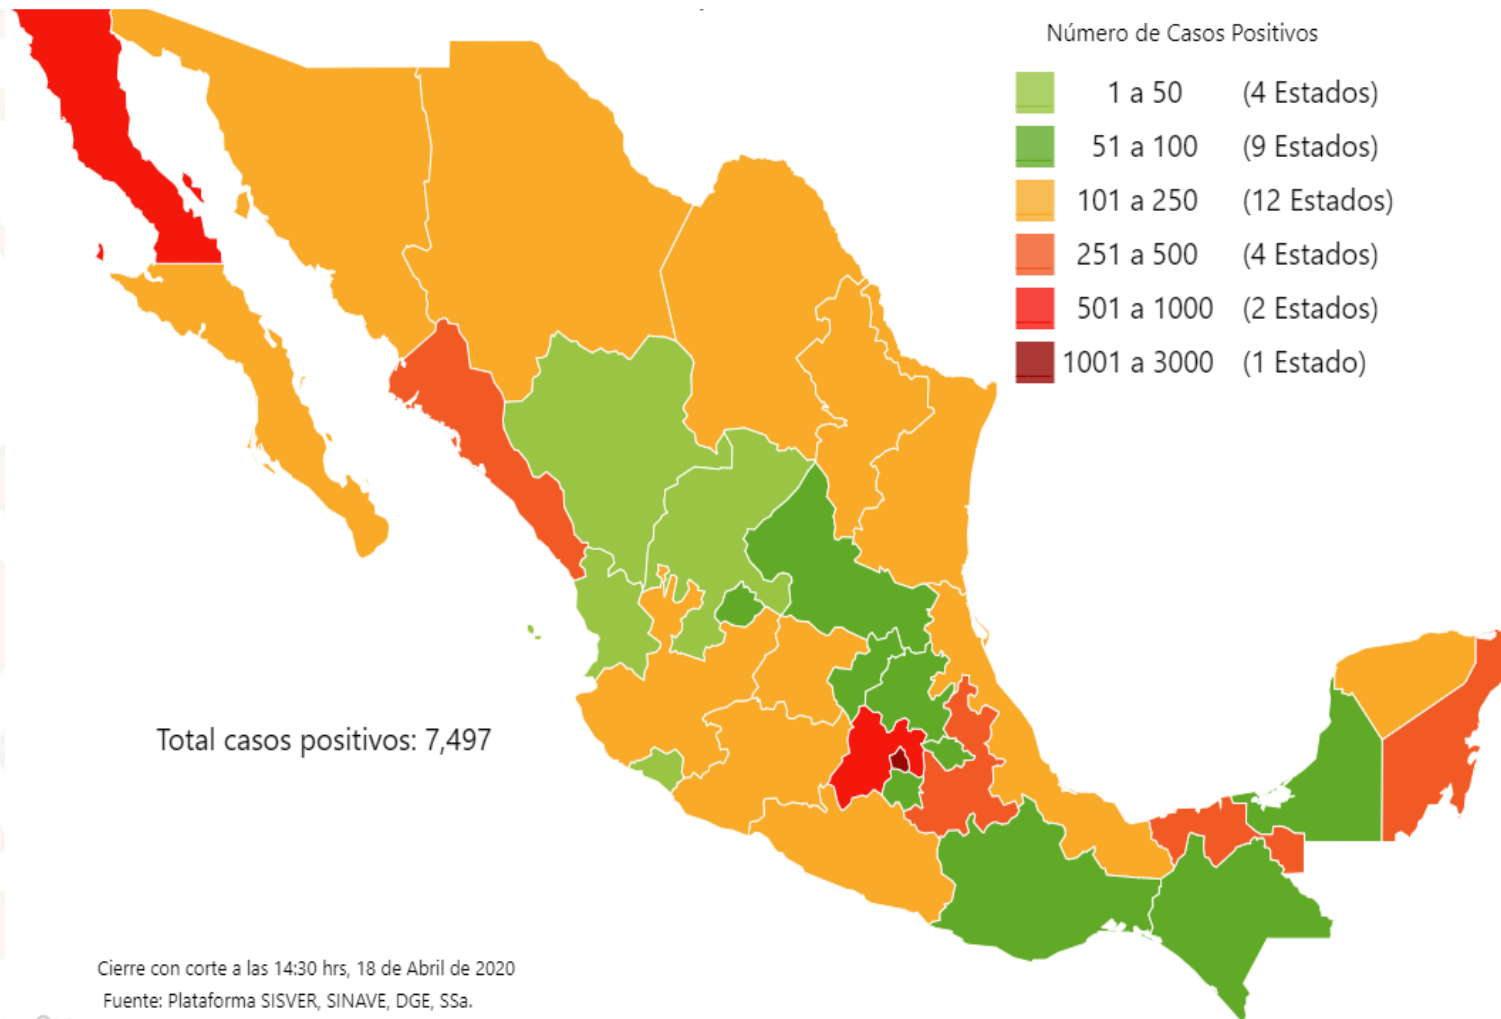 Número de Casos Positivos
1 a 50 (4 Estados)
51 a 100 (9 Estados)
101 a 250 (12 Estados)
251 a 500 (4 Estados)
501 a 1000 (2 Estados)
1001 a 3000 (1 Estado)
Total casos positivos: 7,497
Cierre con corte a las 14:30 hrs, 18 de Abril de 2020
Fuente: Plataforma SISVER, SINAVE, DGE, SSa.